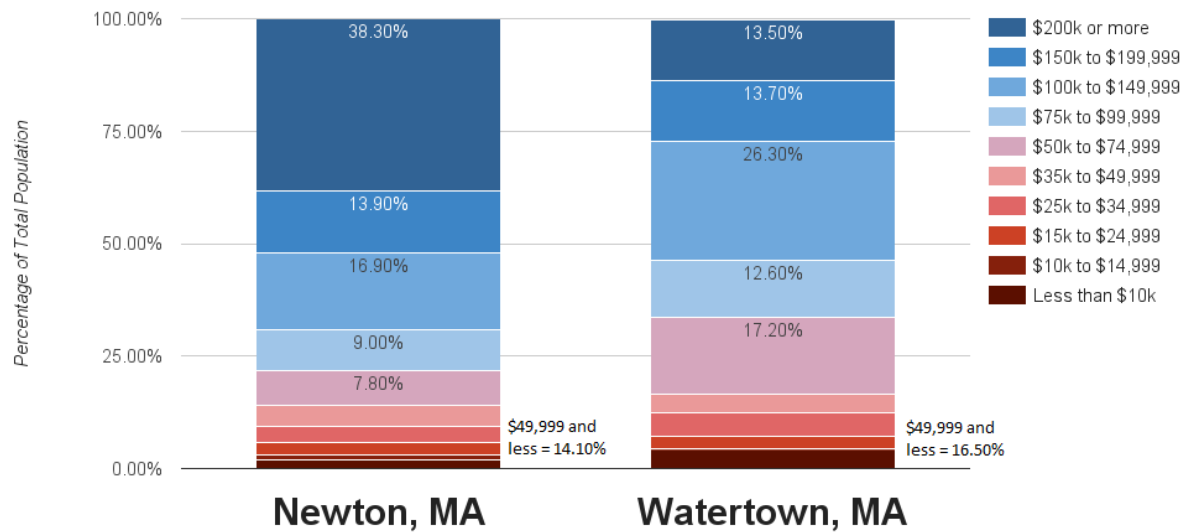 Percentage of Total Population
100.00%
75.00%
50.00%
25.00%
0.00%
38.30%
13.90%
16.90%
9.00%
7.80%
$49,999 and
less = 14.10%
Newton, MA
13.50%
13.70%
26.30%
12.60%
17.20%
$49,999 and
less = 16.50%
Watertown, MA
$200k or more
$150k to $199,999
$100k to $149,999
$75k to $99,999
$50k to $74,999
$35k to $49,999
$25k to $34,999
$15k to $24,999
$10k to $14,999
Less than $10k